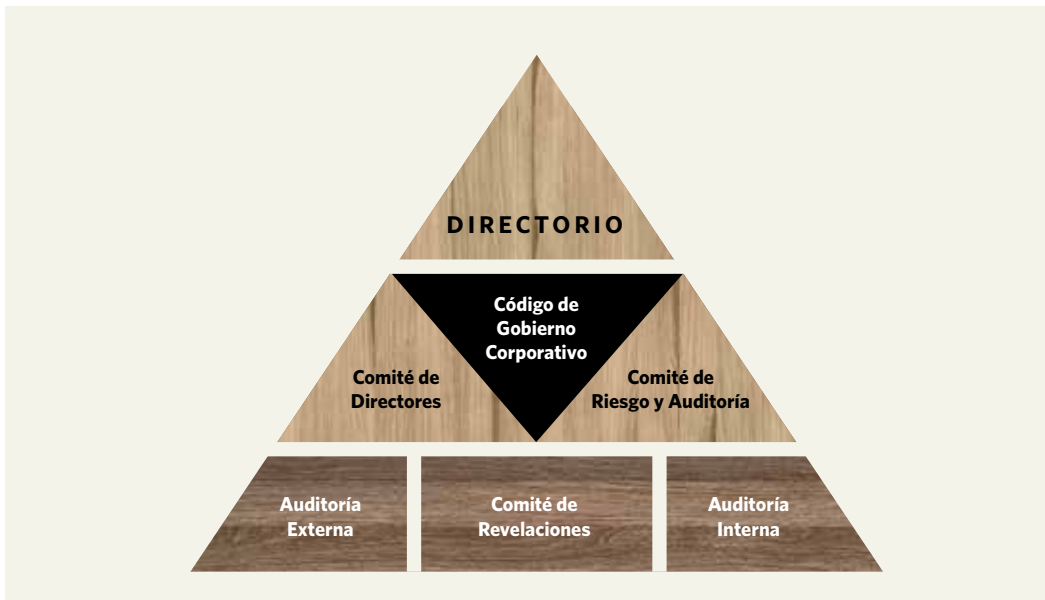 DIRECTORIO
Código de
Gobierno
Corporativo
Comité de
Directores
Comité de
Riesgo y Auditoría
Auditoría
Externa
Comité de
Revelaciones
Auditoría
Interna